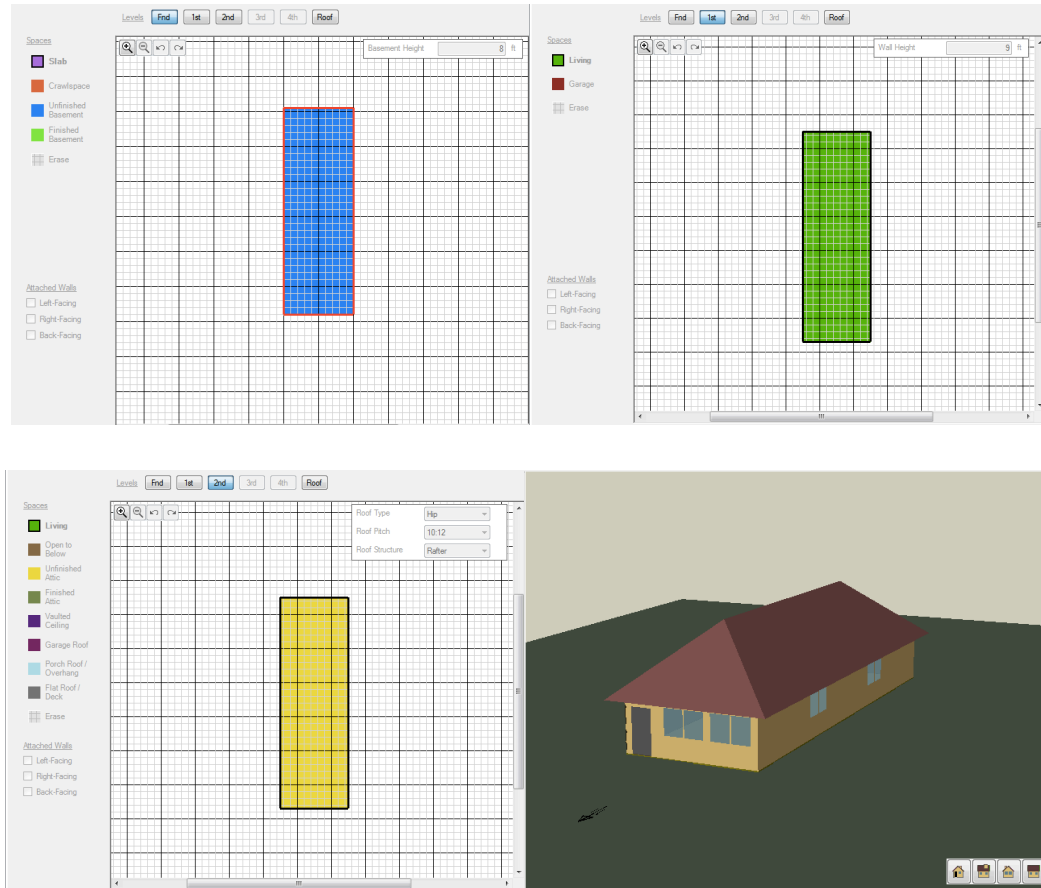 Levels Fnd 1st 2nd 3rd 4th Roof
Spaces
Slab
Crawlspace
Unfinished
Basement
Finished
Basement
Erase
Basement Height 8 ft
Attached Walls
Left-Facing
Right-Facing
Back-Facing
Levels Fnd 1st 2nd 3rd 4th Roof
Spaces
Living
Garage
Erase
Wall Height 9 ft
Attached Walls
Left-Facing
Right-Facing
Back-Facing
Levels Fnd 1st 2nd 3rd 4th Roof
Spaces
Living
Open to
Below
Unfinished
Attic
Finished
Attic
Vaulted
Ceiling
Garage Roof
Porch Roof /
Overhang
Flat Roof /
Deck
Erase
Roof Type Hip
Roof Pitch 10:12
Roof Structure Rafter
Attached Walls
Left-Facing
Right-Facing
Back-Facing